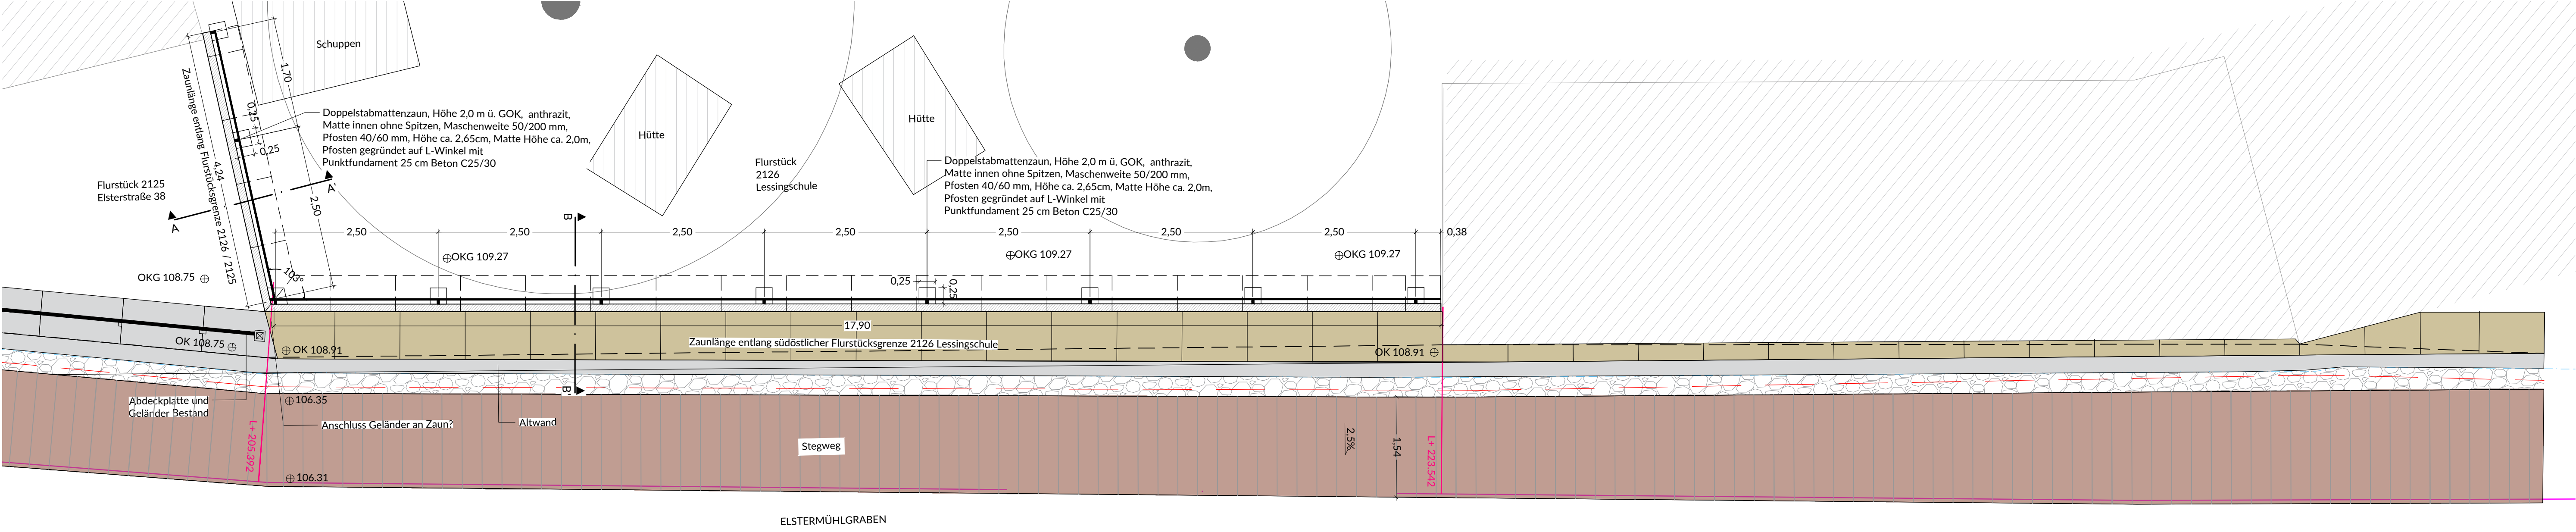 Schuppen
1,70
Zaunlänge entlang Flurstücksgrenze 2126 / 2125
0,25
0,25
4,24
2,50
Doppelstabmattenzaun, Höhe 2,0 m ü. GOK, anthrazit,
Matte innen ohne Spitzen, Maschenweite 50/200 mm,
Pfosten 40/60 mm, Höhe ca. 2,65cm, Matte Höhe ca. 2,0m,
Pfosten gegründet auf L-Winkel mit
Punktfundament 25 cm Beton C25/30
Hütte
Hütte
Flurstück
2126
Lessingschule
Doppelstabmattenzaun, Höhe 2,0 m ü. GOK, anthrazit,
Matte innen ohne Spitzen, Maschenweite 50/200 mm,
Pfosten 40/60 mm, Höhe ca. 2,65cm, Matte Höhe ca. 2,0m,
Pfosten gegründet auf L-Winkel mit
Punktfundament 25 cm Beton C25/30
Flurstück 2125
Elsterstraße 38
A
A'
B
2,50
2,50
2,50
2,50
2,50
2,50
2,50
0,38
OKG 109.27
OKG 109.27
OKG 109.27
OKG 108.75
103°
0,25
0,25
17,90
Zaunlänge entlang südöstlicher Flurstücksgrenze 2126 Lessingschule
OK 108.75
OK 108.91
OK 108.91
B'
Abdeckplatte und
Geländer Bestand
106.35
Anschluss Geländer an Zaun?
Altwand
L+ 205.392
Stegweg
2,5%
1,54
L+ 223.542
106.31
ELSTERMÜHLGRABEN